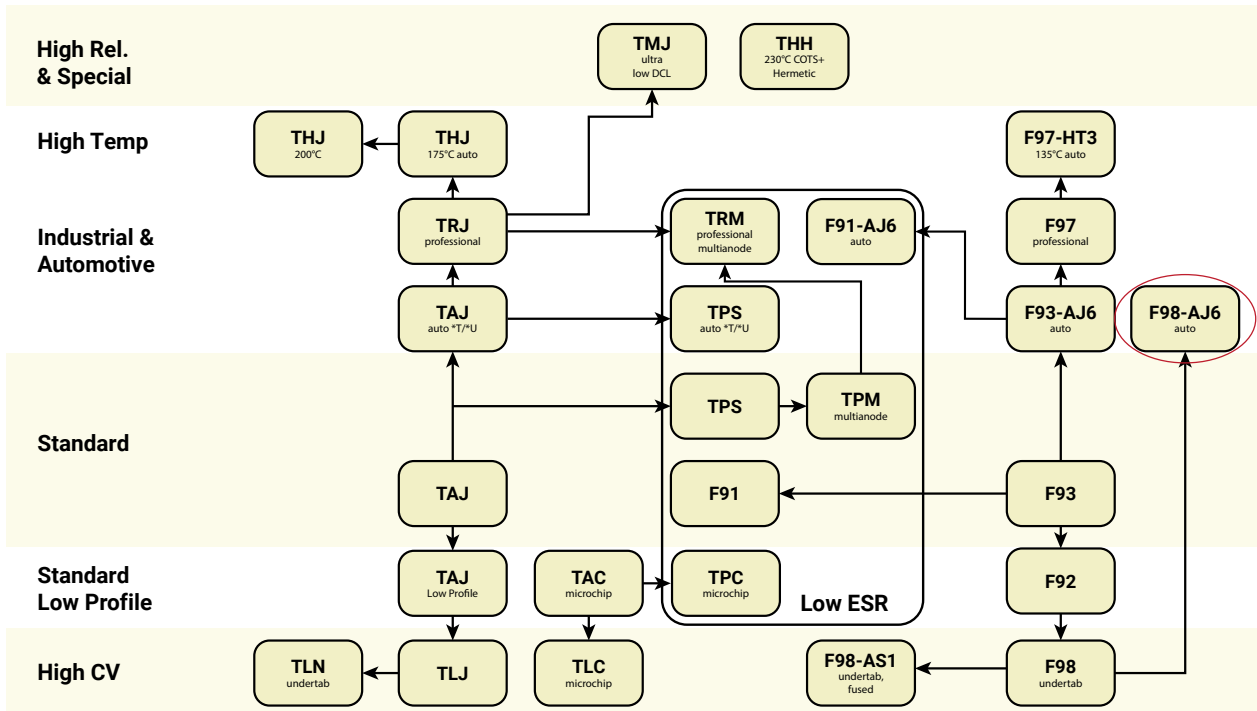 High Rel.
& Special
TMJ
ultra
low DCL
THH
230°C COTS+
Hermetic
High Temp
THJ
200°C
THJ
175°C auto
F97-HT3
135°C auto
Industrial &
Automotive
TRJ
professional
TRM
professional
multianode
F91-AJ6
auto
F97
professional
TAJ
auto *T/*U
TPS
auto *T/*U
F93-AJ6
auto
F98-AJ6
auto
Standard
TPS
TPM
multianode
TAJ
F91
F93
Standard
Low Profile
TAJ
Low Profile
TAC
microchip
TPC
microchip
Low ESR
F92
High CV
TLN
undertab
TLJ
TLC
microchip
F98-AS1
undertab,
fused
F98
undertab